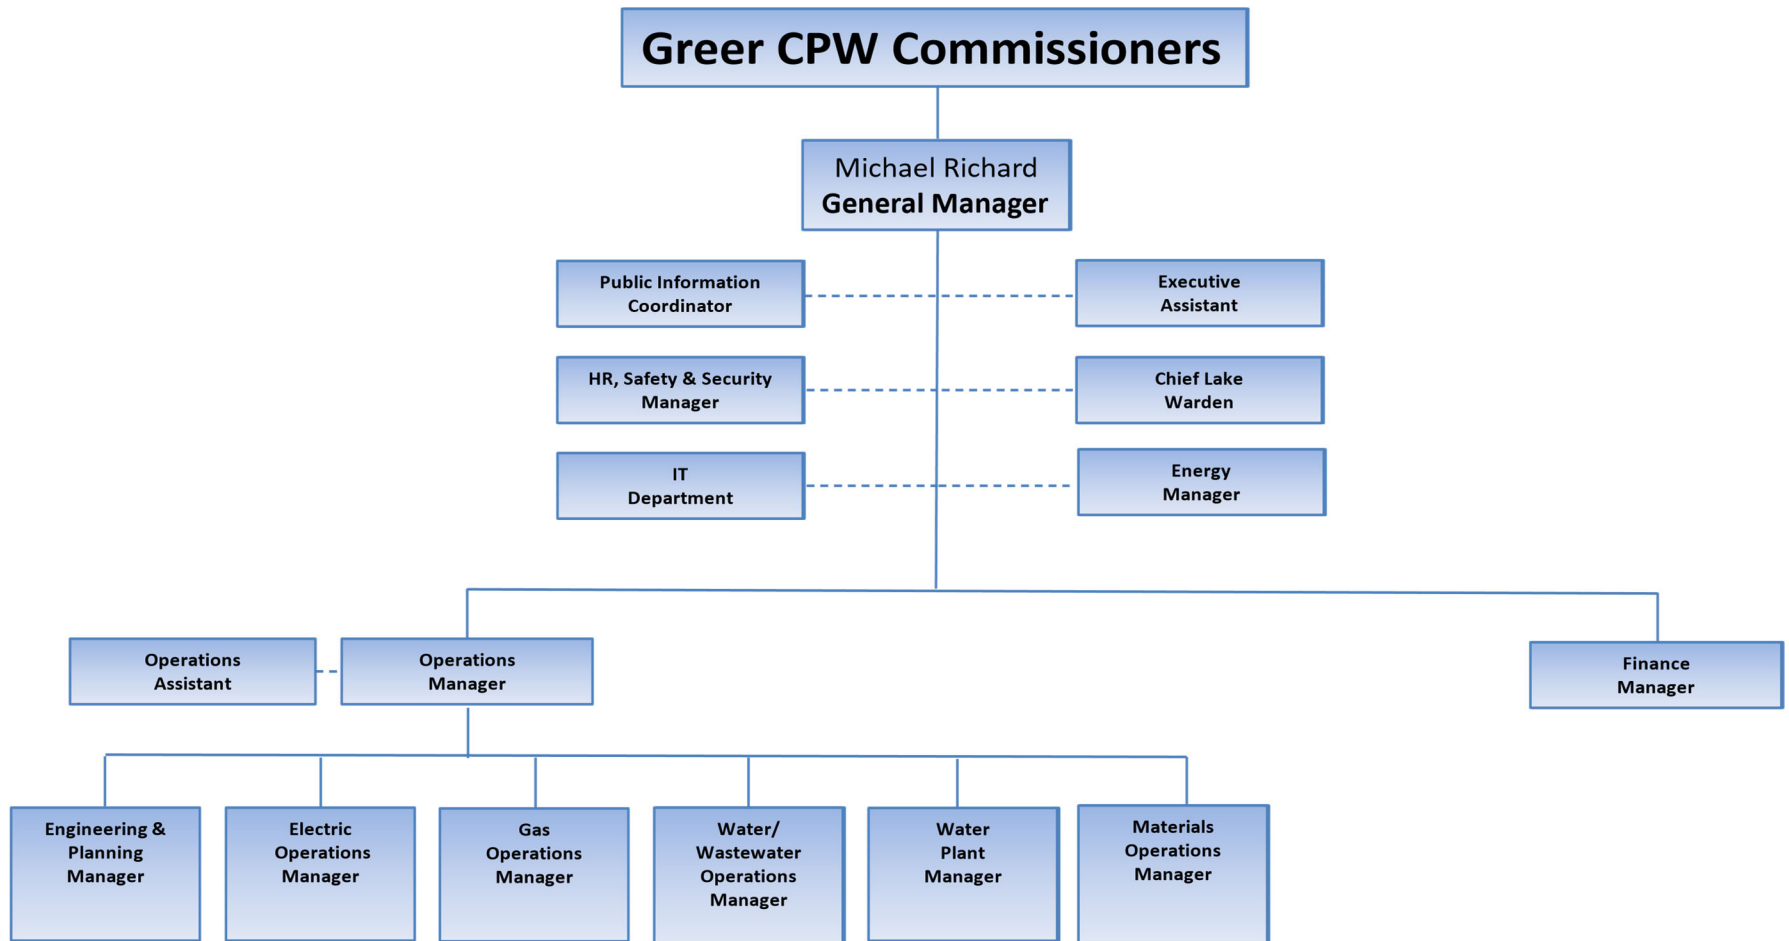 Greer CPW Commissioners
Michael Richard
General Manager
Public Information
Coordinator
Executive
Assistant
HR, Safety & Security
Manager
Chief Lake
Warden
IT
Department
Energy
Manager
Operations
Assistant
Operations
Manager
Finance
Manager
Engineering &
Planning
Manager
Electric
Operations
Manager
Gas
Operations
Manager
Water/
Wastewater
Operations
Manager
Water
Plant
Manager
Materials
Operations
Manager